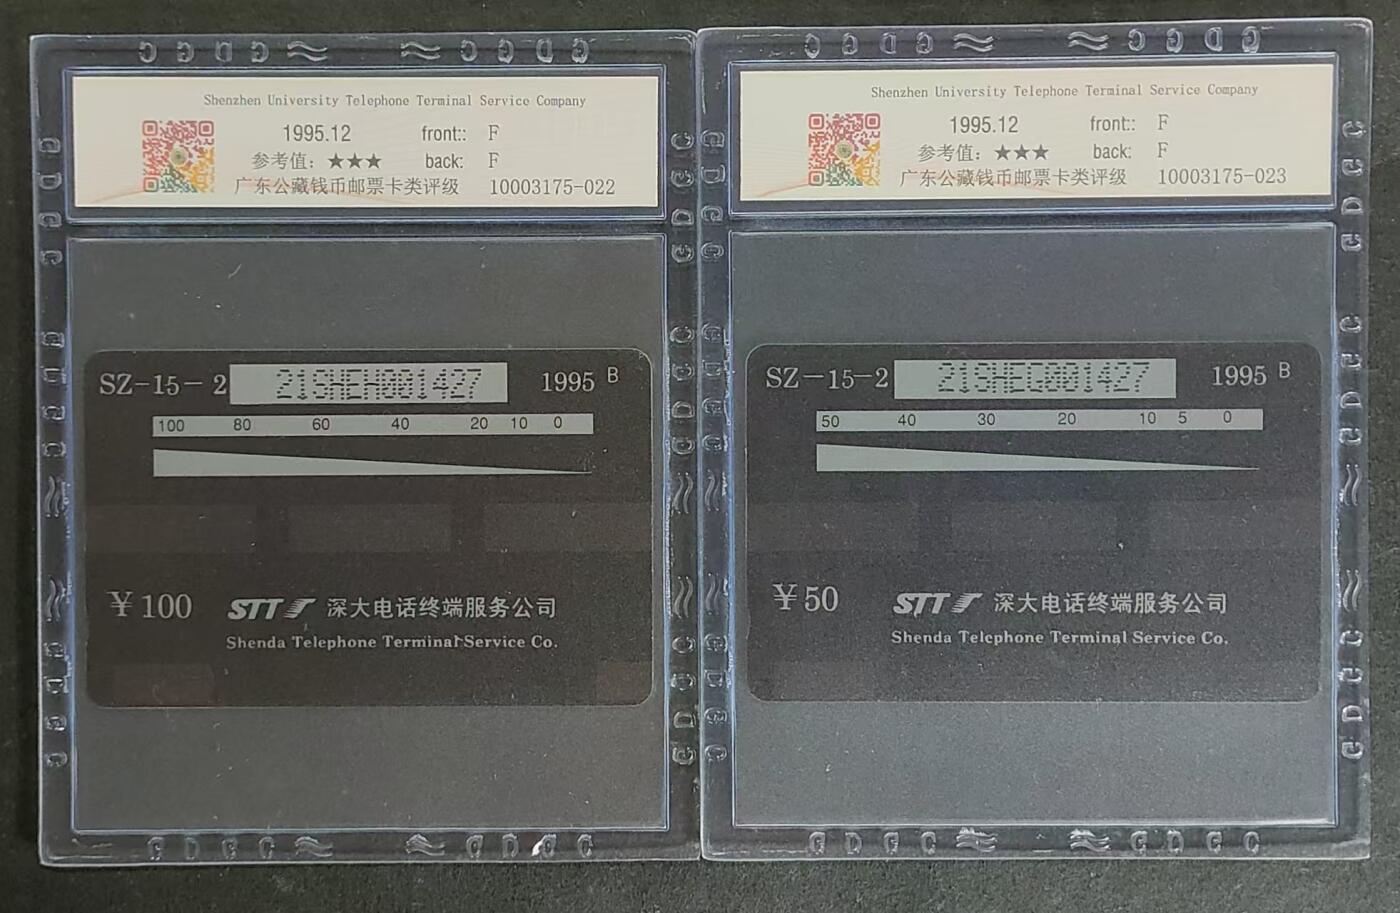 Shenzhen University Telephone Terminal Service Company
1995.12 front:: F
参考值: ★★★ back: F
广东公藏钱币邮票卡类评级 10003175-022
SZ-15-2 21SHEH001427 1995 B
100 80 60 40 20 10 0
¥100 STT 深大电话终端服务公司
Shenda Telephone Terminal Service Co.
Shenzhen University Telephone Terminal Service Company
1995.12 front:: F
参考值: ★★★ back: F
广东公藏钱币邮票卡类评级 10003175-023
SZ-15-2 21SHEG001427 1995 B
50 40 30 20 10 5 0
¥50 STT 深大电话终端服务公司
Shenda Telephone Terminal Service Co.